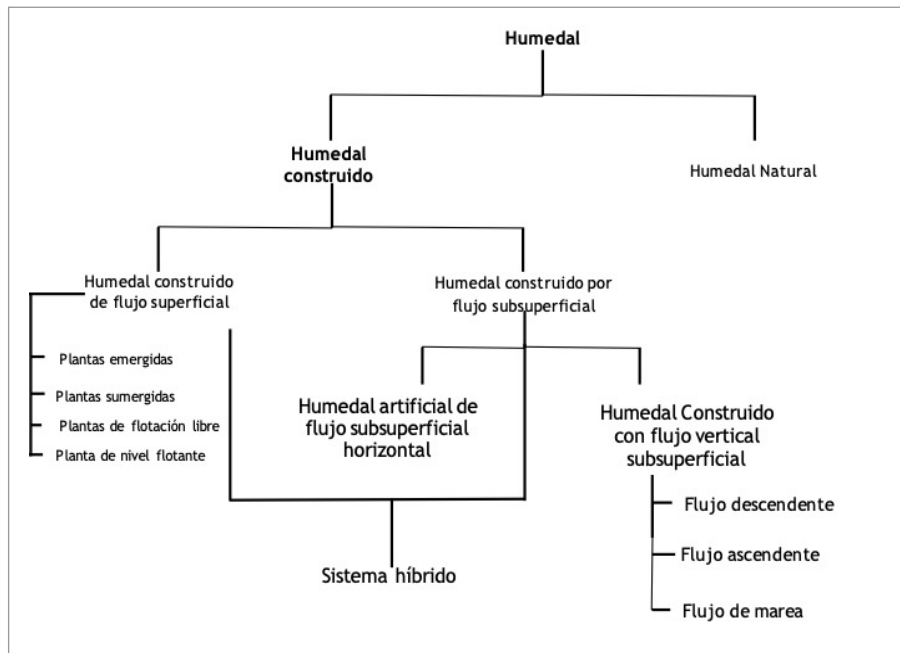 Humedal
Humedal
construido
Humedal Natural
Humedal construido
de flujo superficial
Humedal construido por
flujo subsuperficial
Plantas emergidas
Plantas sumergidas
Plantas de flotación libre
Planta de nivel flotante
Humedal artificial de
flujo subsuperficial
horizontal
Humedal Construido
con flujo vertical
subsuperficial
Flujo descendente
Flujo ascendente
Flujo de marea
Sistema híbrido